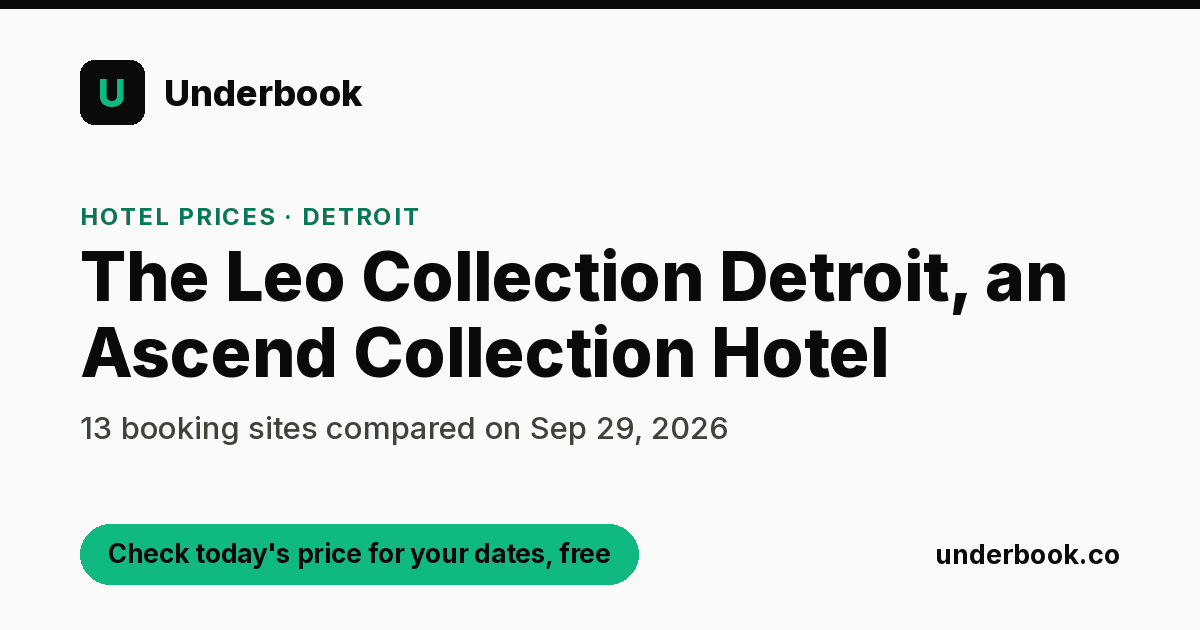 U Underbook
HOTEL PRICES · DETROIT
The Leo Collection Detroit, an
Ascend Collection Hotel
13 booking sites compared on Sep 29, 2026
Check today's price for your dates, free
underbook.co